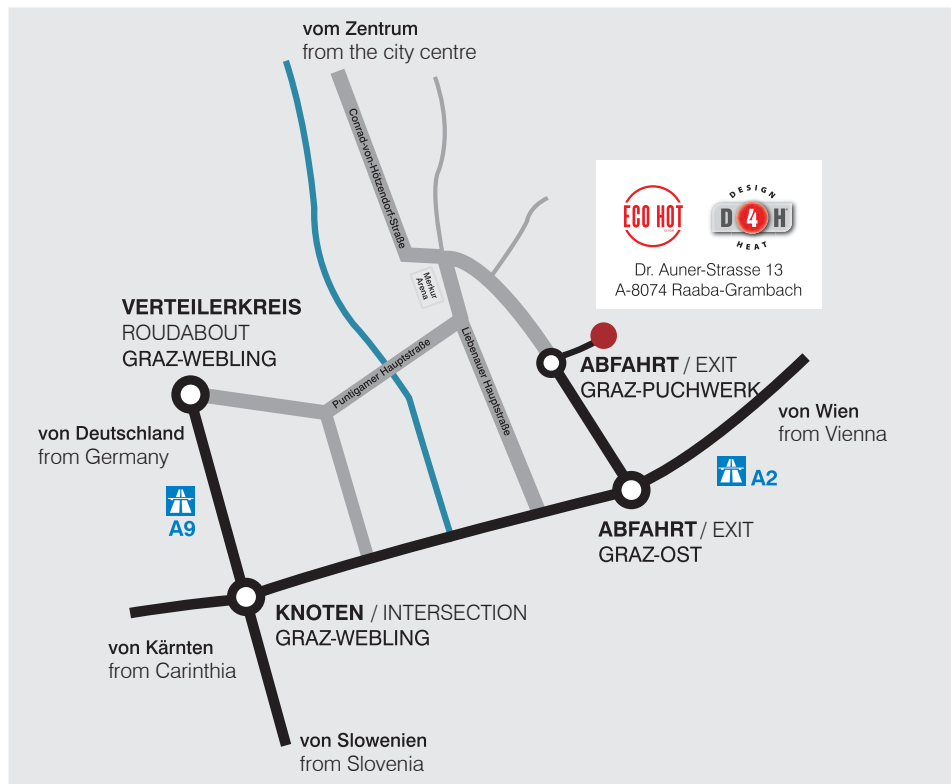 vom Zentrum
from the city centre
Conrad-von-Hötzendorf-Straße
ECO HOT
DESIGN
D 4 H
HEAT
Dr. Auner-Strasse 13
A-8074 Raaba-Grambach
Merkur
Arena
VERTEILERKREIS
ROUDABOUT
GRAZ-WEBLING
Puntigamer Hauptstraße
Liebenauer Hauptstraße
ABFAHRT / EXIT
GRAZ-PUCHWERK
von Wien
from Vienna
von Deutschland
from Germany
A2
A9
ABFAHRT / EXIT
GRAZ-OST
KNOTEN / INTERSECTION
GRAZ-WEBLING
von Kärnten
from Carinthia
von Slowenien
from Slovenia